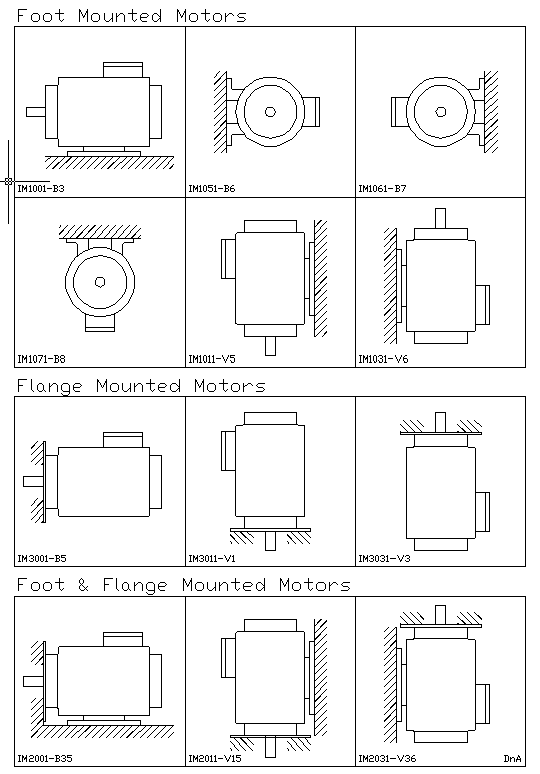 Foot Mounted Motors
IM1001-B3
IM1051-B6
IM1061-B7
IM1071-B8
IM1011-V5
IM1031-V6
Flange Mounted Motors
IM3001-B5
IM3011-V1
IM3031-V3
Foot & Flange Mounted Motors
IM2001-B35
IM2011-V15
IM2031-V36
DnA